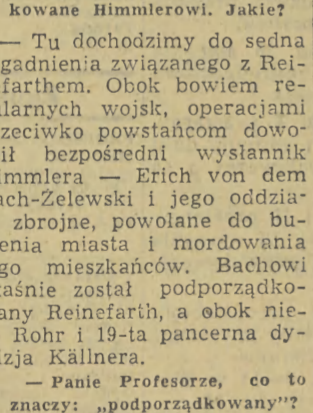 kowane Himmlerowi. Jakie?
— Tu dochodzimy do sedna
gadnienia związanego z Rei-
farthem. Obok bowiem re-
ularnych wojsk, operacjami
zeciwko powstańcom dowo-
ił bezpośredni wysłannik
immlera — Erich von dem
ach-Żelewski i jego oddzia-
zbrojne, powołane do bu-
enia miasta i mordowania
go mieszkańców. Bachowi
aśnie został podporządko-
any Reinefarth, a obok nie-
Rohr i 19-ta pancerna dy-
zja Källnera.
— Panie Profesorze, co to
znaczy: „podporządkowany"?